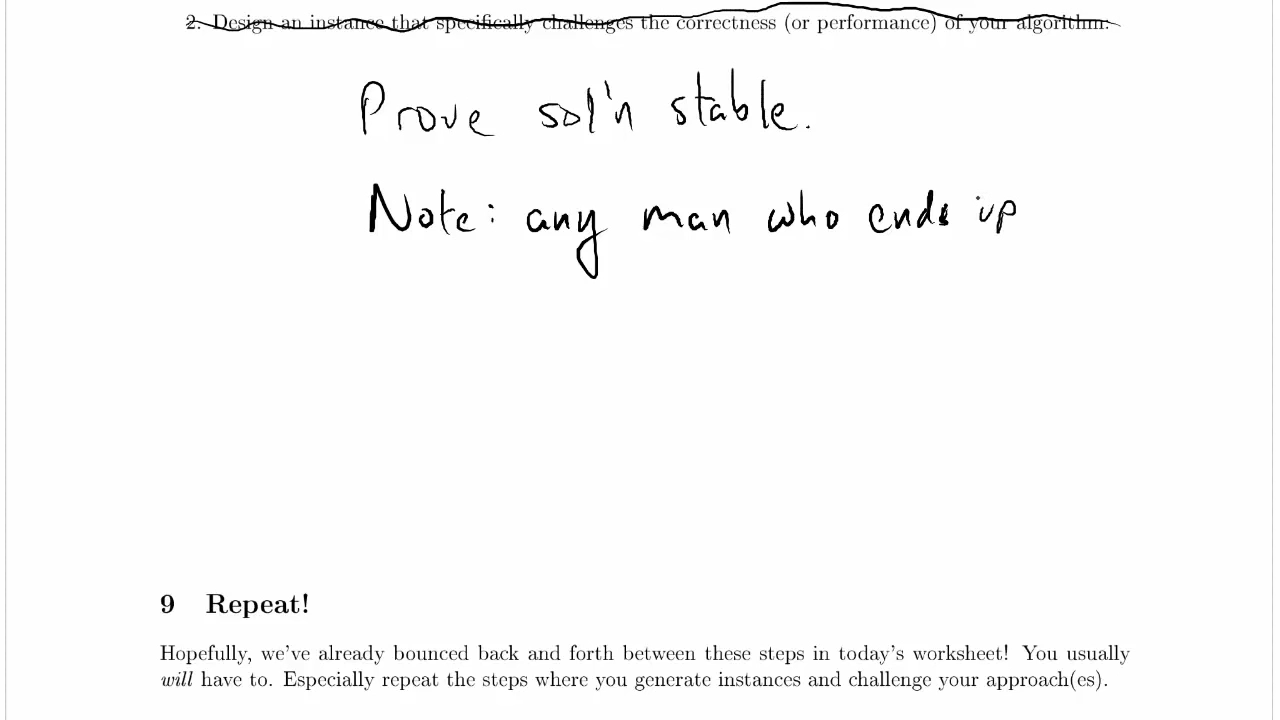 2. Design an instance that specifically challenges the correctness (or performance) of your algorithm.
Prove sol'n stable.
Note: any man who ends up
9 Repeat!
Hopefully, we've already bounced back and forth between these steps in today's worksheet! You usually
will have to. Especially repeat the steps where you generate instances and challenge your approach(es).